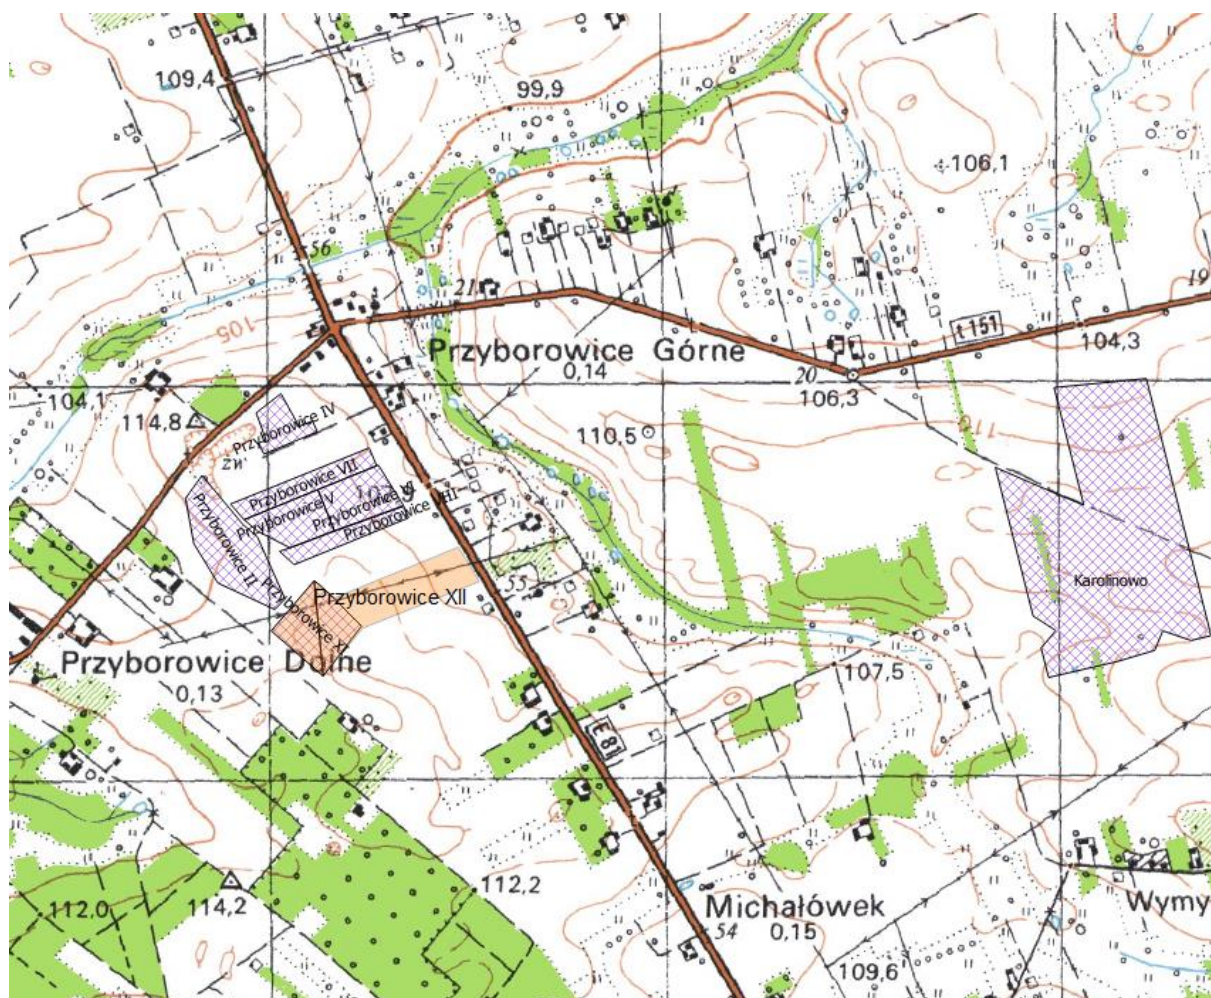 109,4
99,9
106,1
56
21
19
105
t 151
Przyborowice Górne
0,14
104,3
20
106,3
104,1
114,8
Przyborowice IV
110,5
110
Przyborowice VII
Przyborowice V
Przyborowice VI
Przyborowice II
55
Karolinowo
Przyborowice XII
Przyborowice Dolne
0,13
107,5
E 81
112,2
112,0
114,2
Michałówek
0,15
54
Wymy
109,6